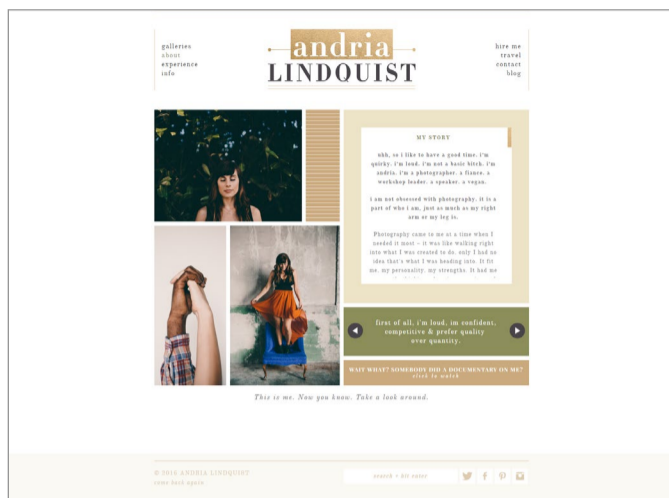 galleries
about
experience
info
andria
LINDQUIST
hire me
travel
contact
blog
MY STORY
uhh, so i like to have a good time. i'm
quirky. i'm loud. i'm not a basic bitch. i'm
andria. i'm a photographer. a fiance. a
workshop leader. a speaker. a vegan.
i am not obsessed with photography. it is a
part of who i am, just as much as my right
arm or my leg is.
Photography came to me at a time when I
needed it most – it was like walking right
into what I was created to do, only I had no
idea that's what I was heading into. It fit
me. my personality. my strengths. It had me
first of all, i'm loud, im confident,
competitive & prefer quality
over quantity.
WAIT WHAT? SOMEBODY DID A DOCUMENTARY ON ME?
click to watch
This is me. Now you know. Take a look around.
© 2016 ANDRIA LINDQUIST
come back again
search + hit enter